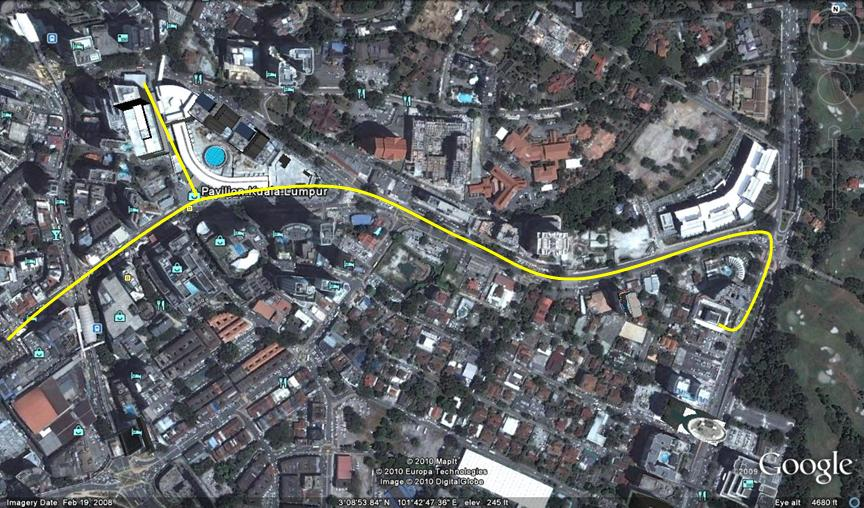 N
Pavilion Kuala Lumpur
© 2010 MapIt
© 2010 Europa Technologies
Image © 2010 DigitalGlobe
©2009 Google
Imagery Date: Feb 19, 2008
3°08'53.84" N 101°42'47.36" E elev 245 ft
Eye alt 4680 ft